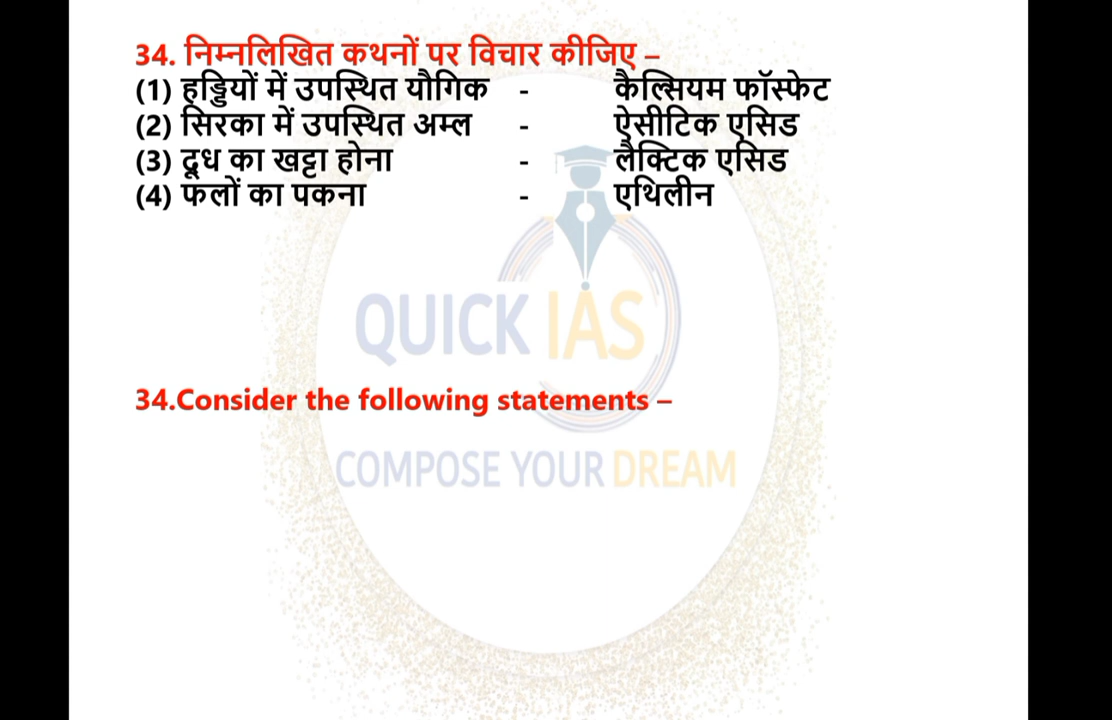 34. निम्नलिखित कथनों पर विचार कीजिए –
(1) हड्डियों में उपस्थित यौगिक - कैल्सियम फॉस्फेट
(2) सिरका में उपस्थित अम्ल - ऐसीटिक एसिड
(3) दूध का खट्टा होना - लैक्टिक एसिड
(4) फलों का पकना - एथिलीन
QUICK IAS
34.Consider the following statements –
COMPOSE YOUR DREAM